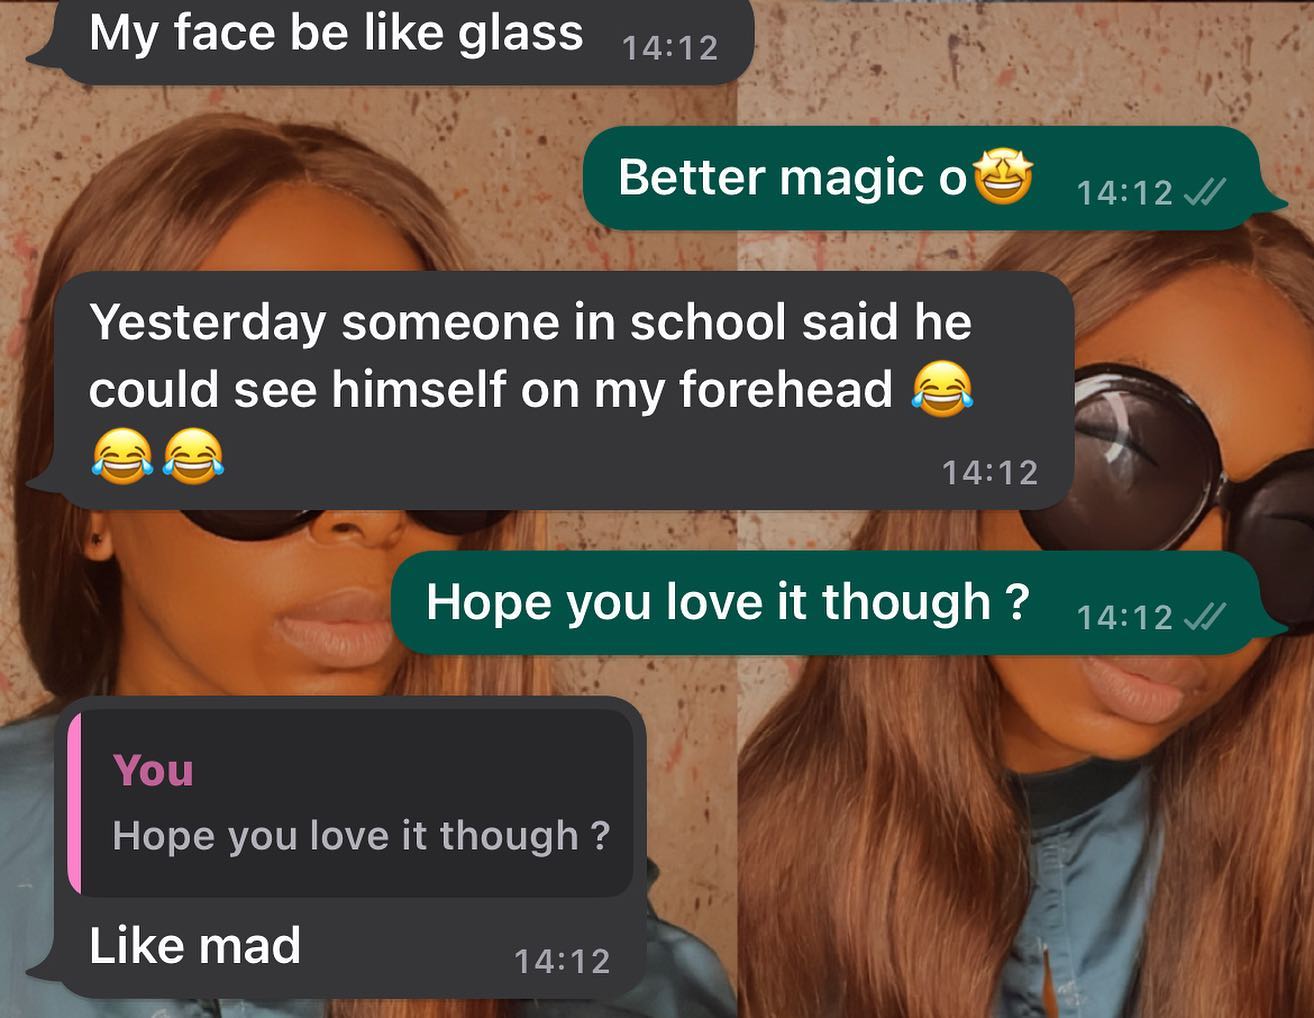 My face be like glass 14:12
Better magic o🤩 14:12
Yesterday someone in school said he
could see himself on my forehead 😂
😂😂 14:12
Hope you love it though ? 14:12
You
Hope you love it though ?
Like mad 14:12